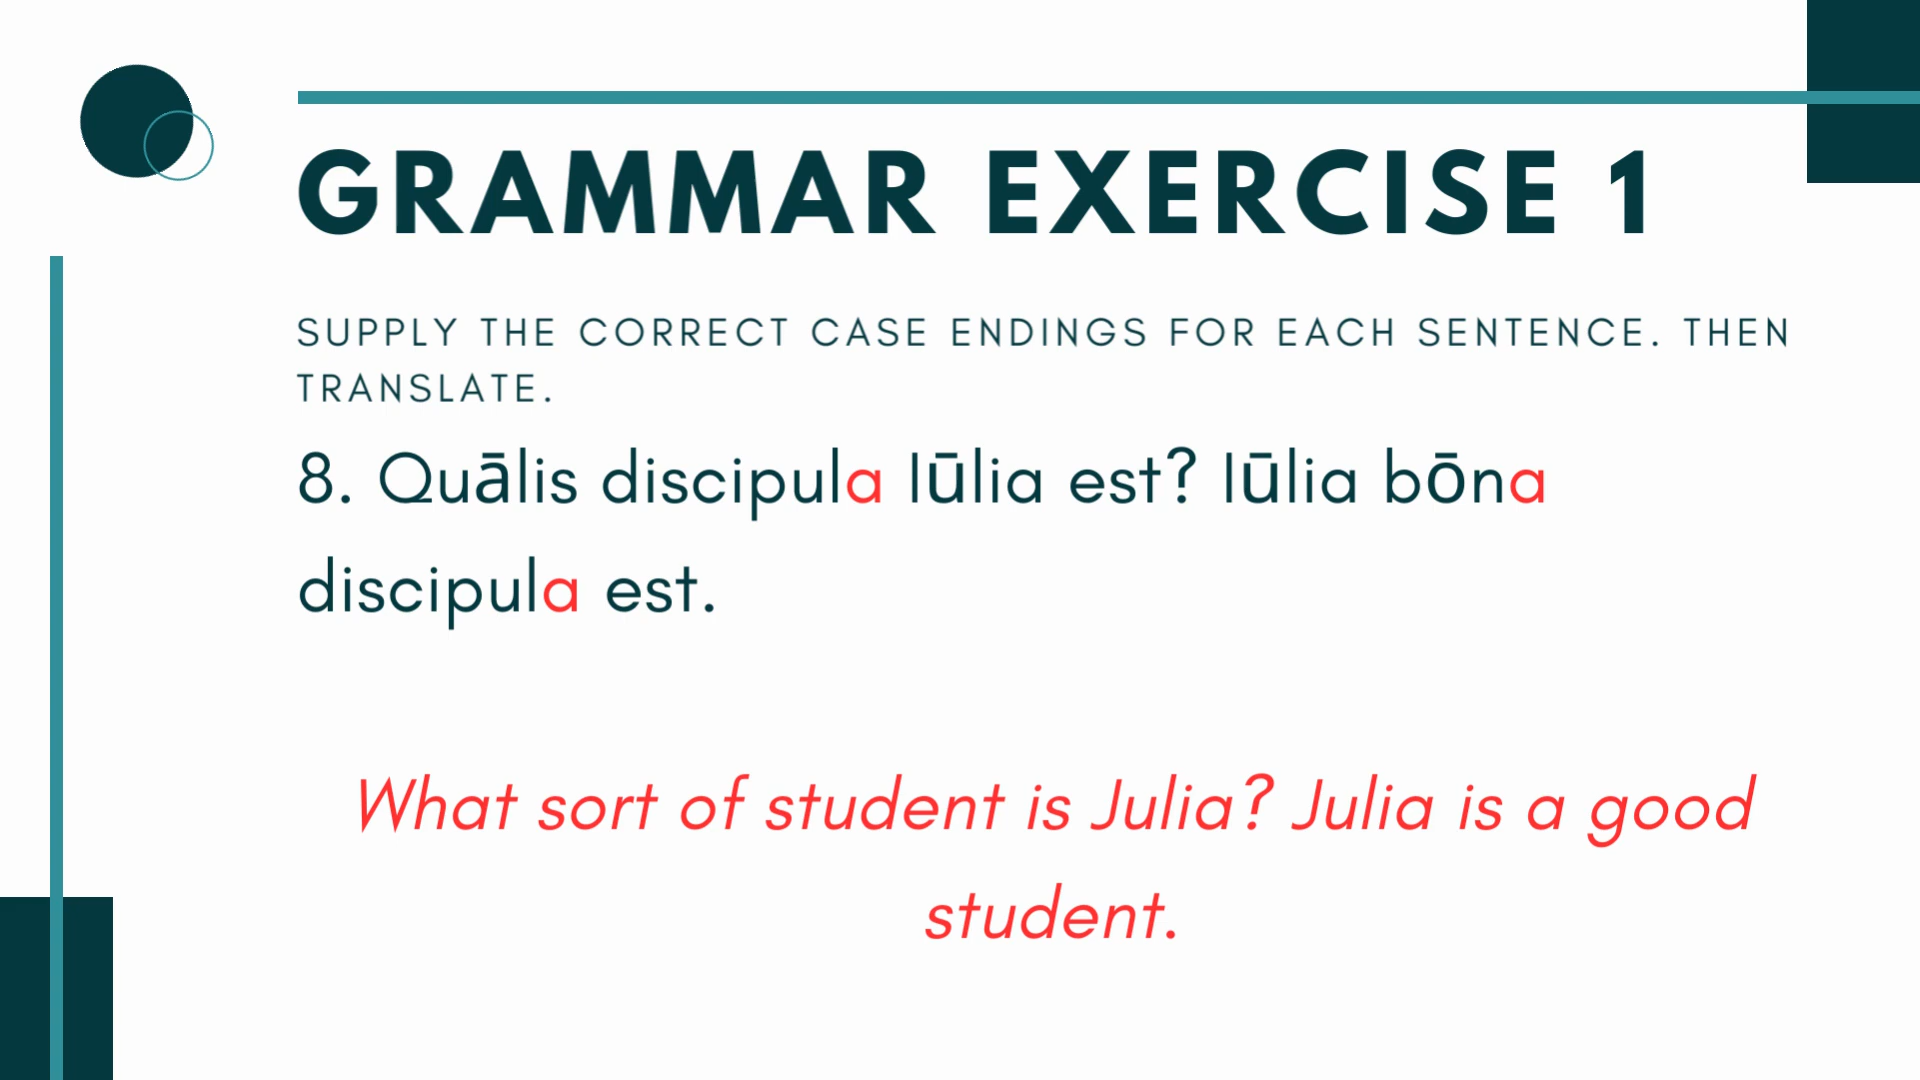 GRAMMAR EXERCISE 1
SUPPLY THE CORRECT CASE ENDINGS FOR EACH SENTENCE. THEN
TRANSLATE.
8. Quālis discipula Iūlia est? Iūlia bōna
discipula est.
What sort of student is Julia? Julia is a good
student.